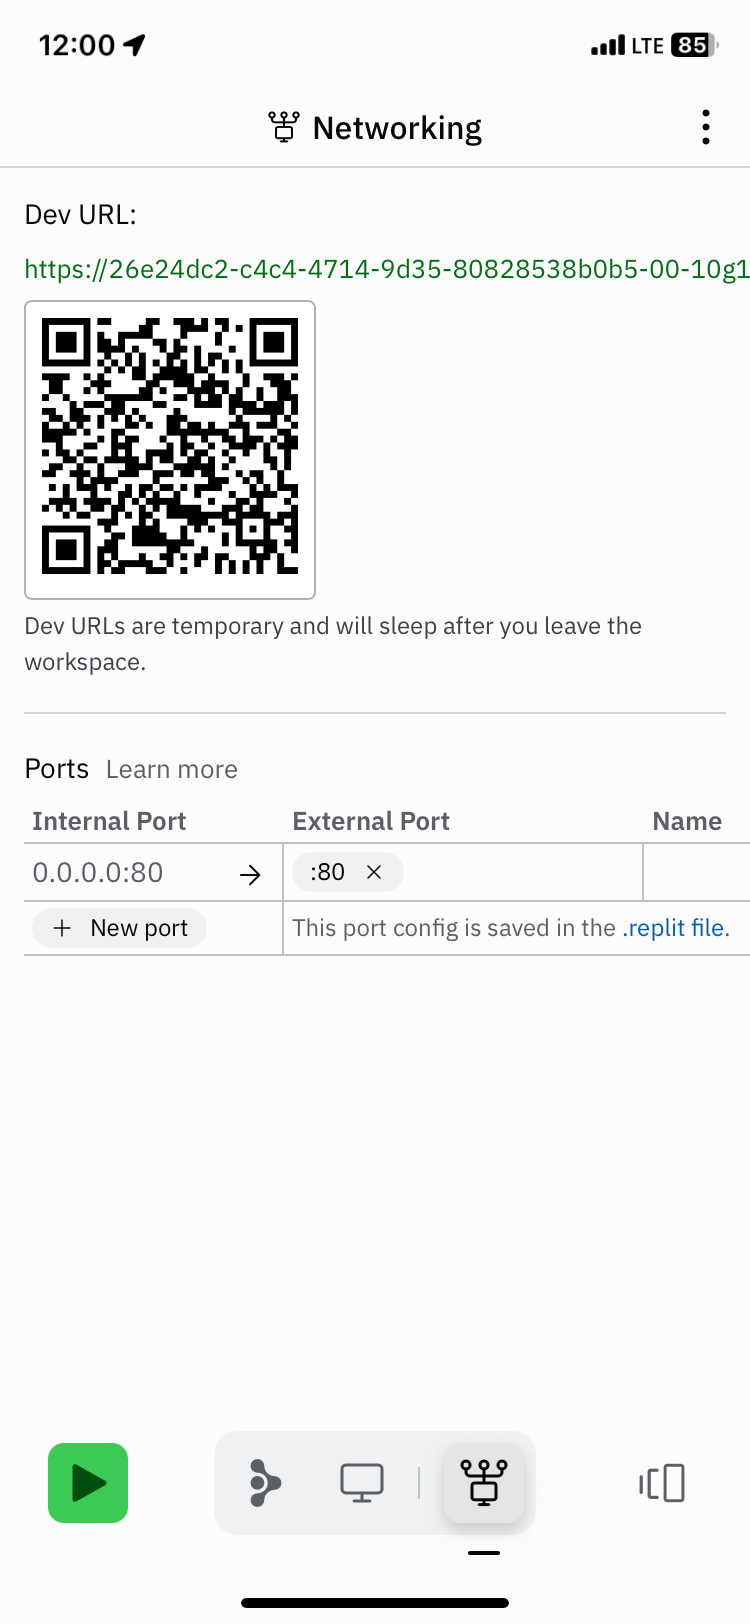 12:00
LTE 85
Networking
Dev URL:
https://26e24dc2-c4c4-4714-9d35-80828538b0b5-00-10g1
Dev URLs are temporary and will sleep after you leave the
workspace.
Ports Learn more
Internal Port External Port Name
0.0.0.0:80 → :80 ×
+ New port This port config is saved in the .replit file.